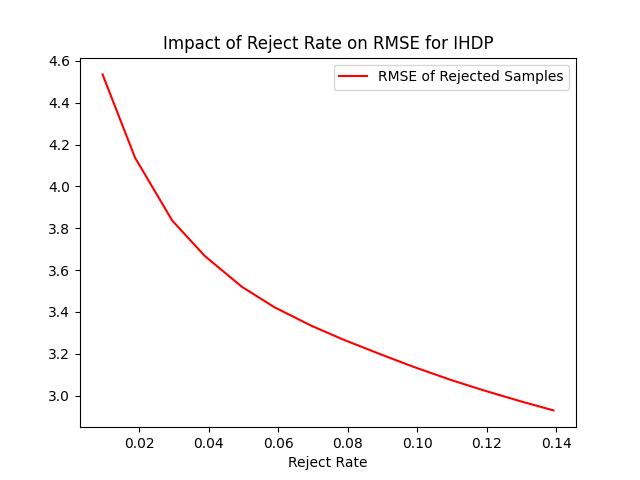 Impact of Reject Rate on RMSE for IHDP
RMSE of Rejected Samples
4.6
4.4
4.2
4.0
3.8
3.6
3.4
3.2
3.0
0.02 0.04 0.06 0.08 0.10 0.12 0.14
Reject Rate